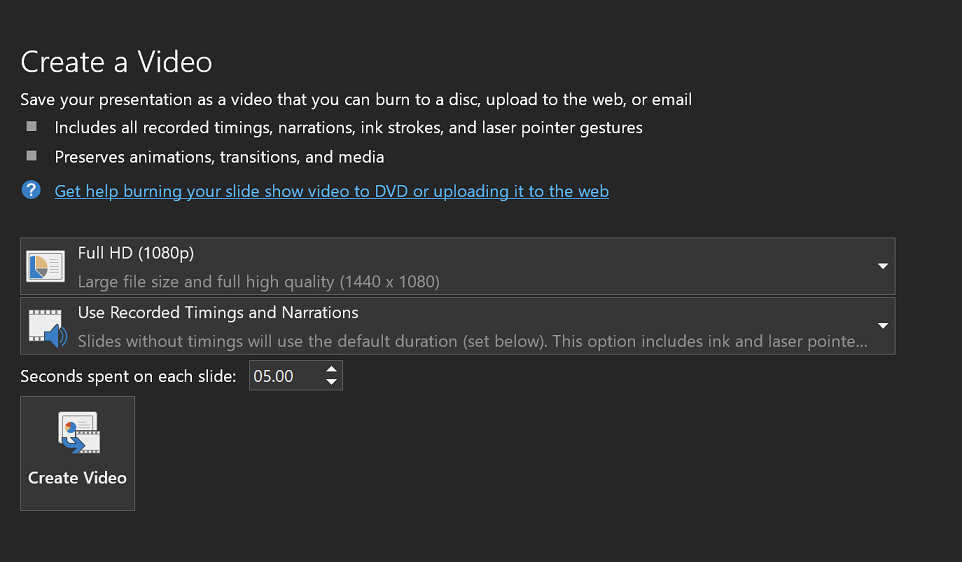 Create a Video
Save your presentation as a video that you can burn to a disc, upload to the web, or email
Includes all recorded timings, narrations, ink strokes, and laser pointer gestures
Preserves animations, transitions, and media
? Get help burning your slide show video to DVD or uploading it to the web
Full HD (1080p)
Large file size and full high quality (1440 x 1080)
Use Recorded Timings and Narrations
Slides without timings will use the default duration (set below). This option includes ink and laser pointe...
Seconds spent on each slide: 05.00
Create Video